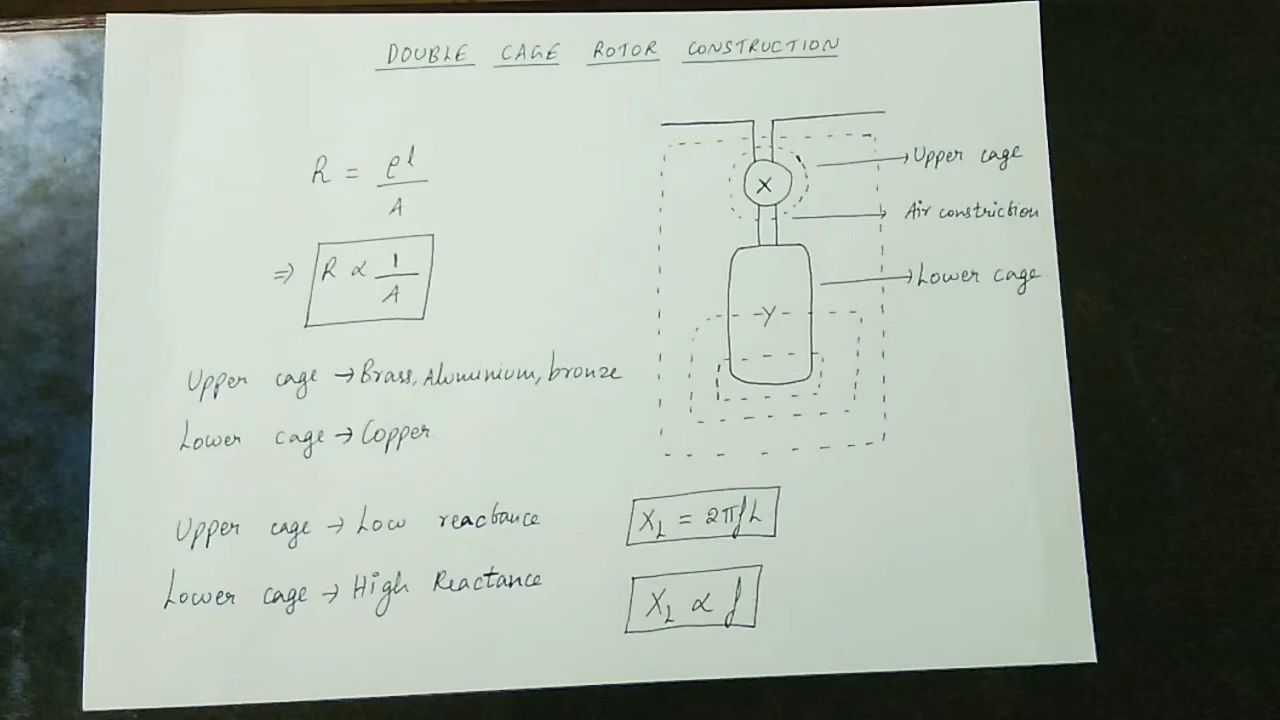 DOUBLE CAGE ROTOR CONSTRUCTION
R = ρl / A
⇒ R ∝ 1 / A
Upper cage → Brass, Aluminium, bronze
Lower cage → Copper
Upper cage → Low reactance
Lower cage → High Reactance
X
Upper cage
Air constriction
Lower cage
Y
X_L = 2πfL
X_L ∝ f